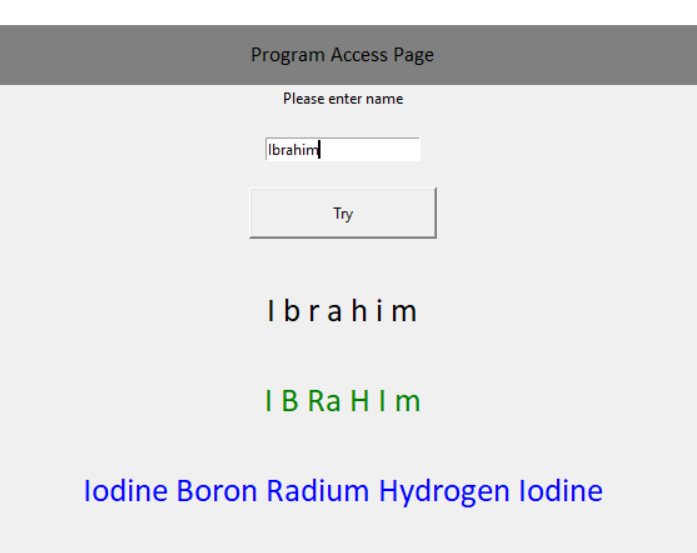 Program Access Page
Please enter name
Ibrahim
Try
I b r a h i m
I B Ra H I m
Iodine Boron Radium Hydrogen Iodine